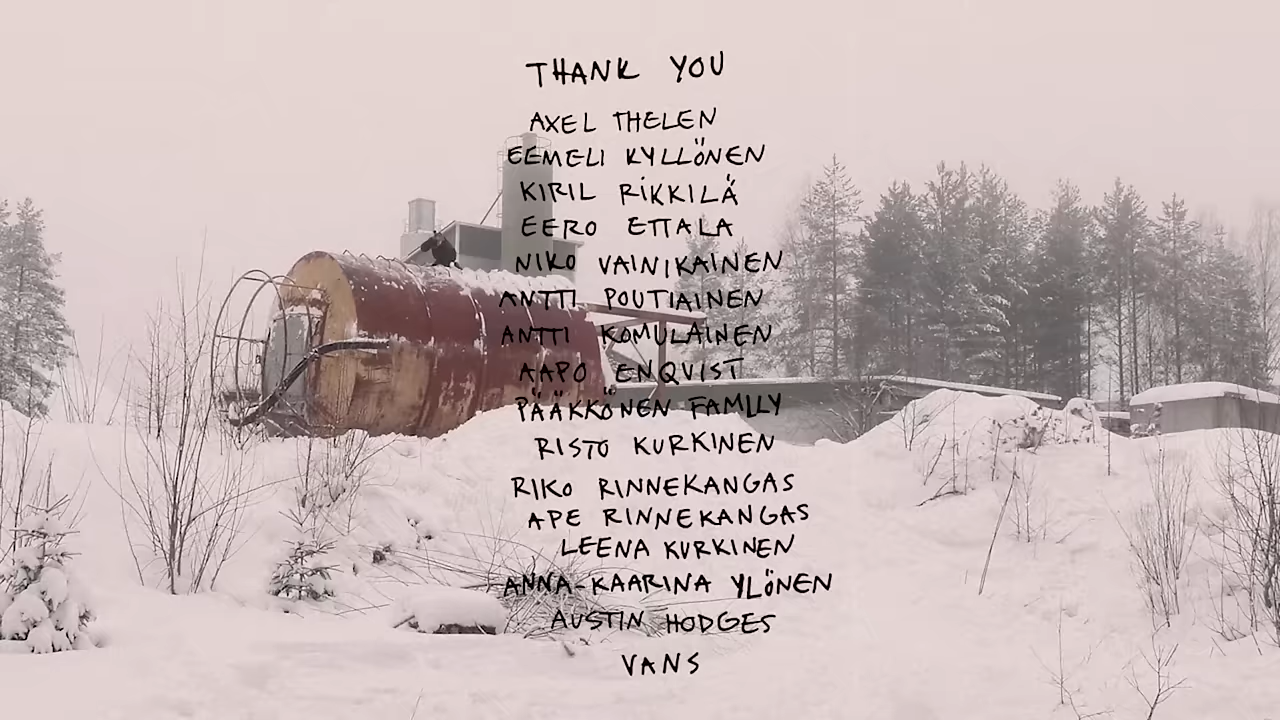 THANK YOU
AXEL THELEN
EEMELI KYLLÖNEN
KIRIL RIKKILÄ
EERO ETTALA
NIKO VAINIKAINEN
ANTTI POUTIAINEN
ANTTI KOMULAINEN
AAPO ENQVIST
PÄÄKKÖNEN FAMILY
RISTO KURKINEN
RIKO RINNEKANGAS
APE RINNEKANGAS
LEENA KURKINEN
ANNA-KAARINA YLÖNEN
AUSTIN HODGES
VANS